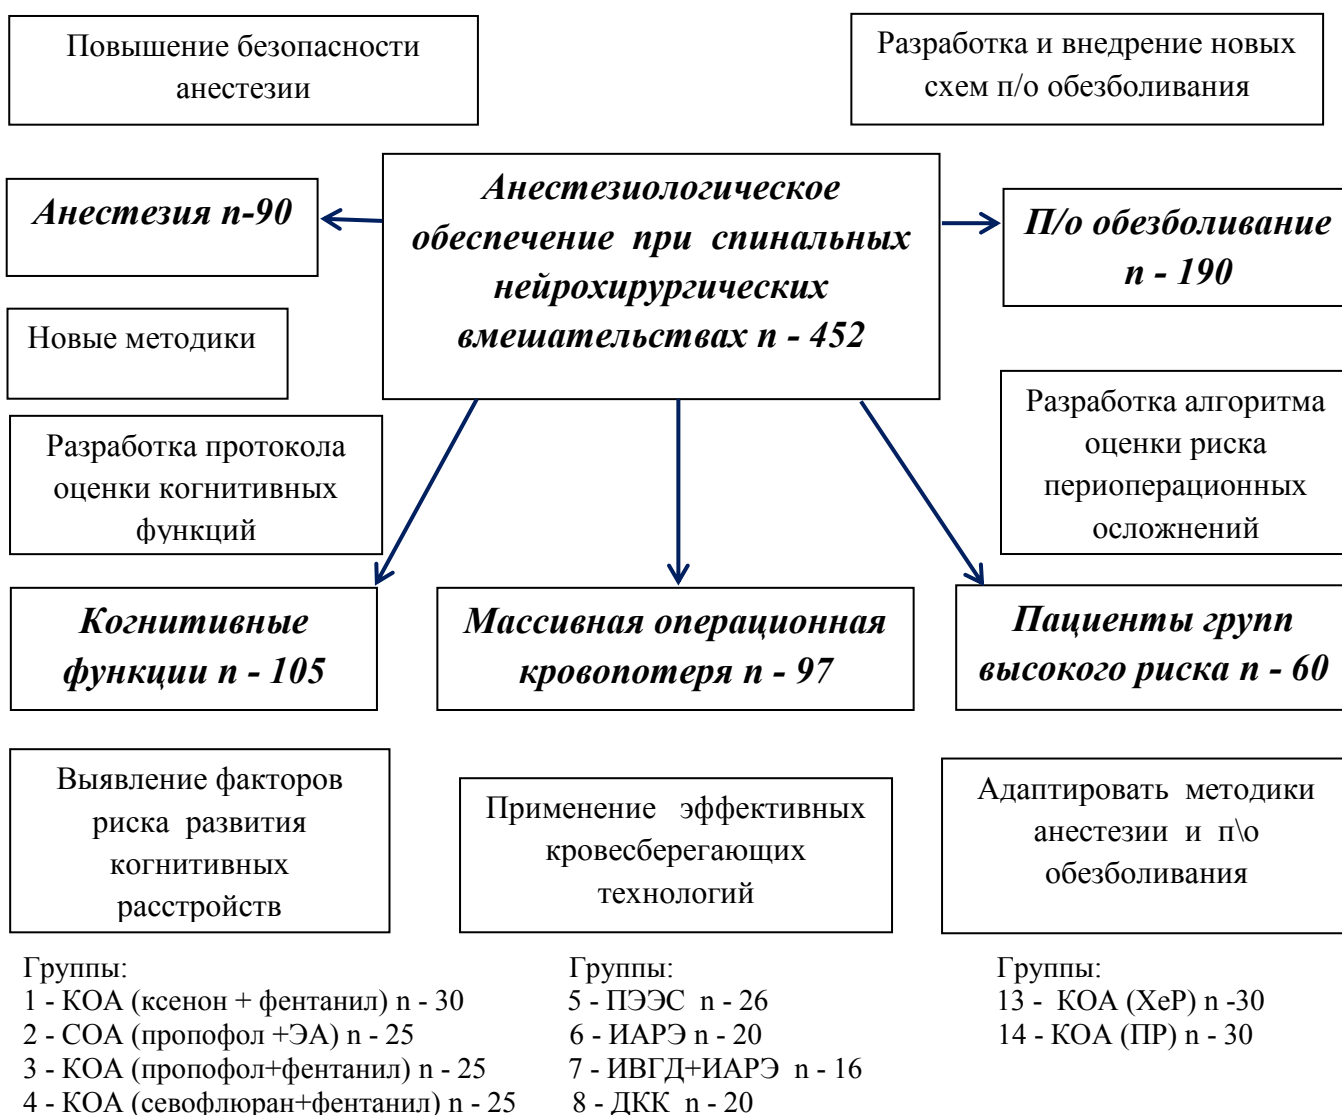 Повышение безопасности
анестезии
Разработка и внедрение новых
схем п/о обезболивания
Анестезия n-90
Анестезиологическое
обеспечение при спинальных
нейрохирургических
вмешательствах n - 452
П/о обезболивание
n - 190
Новые методики
Разработка протокола
оценки когнитивных
функций
Разработка алгоритма
оценки риска
периоперационных
осложнений
Когнитивные
функции n - 105
Массивная операционная
кровопотеря n - 97
Пациенты групп
высокого риска n - 60
Выявление факторов
риска развития
когнитивных
расстройств
Применение эффективных
кровесберегающих
технологий
Адаптировать методики
анестезии и п\о
обезболивания
Группы:
1 - КОА (ксенон + фентанил) n - 30
2 - СОА (пропофол +ЭА) n - 25
3 - КОА (пропофол+фентанил) n - 25
4 - КОА (севофлюран+фентанил) n - 25
Группы:
5 - ПЭЭС n - 26
6 - ИАРЭ n - 20
7 - ИВГД+ИАРЭ n - 16
8 - ДКК n - 20
Группы:
13 - КОА (XeP) n -30
14 - КОА (ПР) n - 30